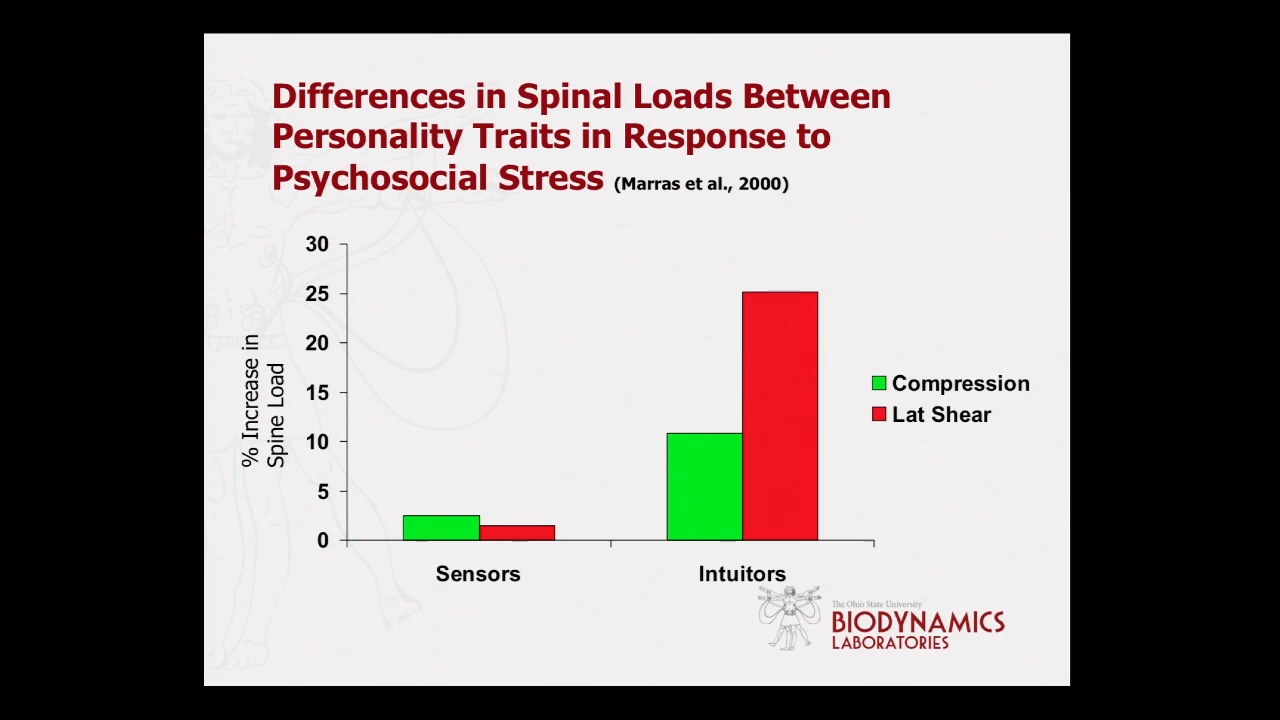 Differences in Spinal Loads Between
Personality Traits in Response to
Psychosocial Stress (Marras et al., 2000)
% Increase in
Spine Load
30
25
20
15
10
5
0
Sensors
Intuitors
Compression
Lat Shear
The Ohio State University
BIODYNAMICS
LABORATORIES